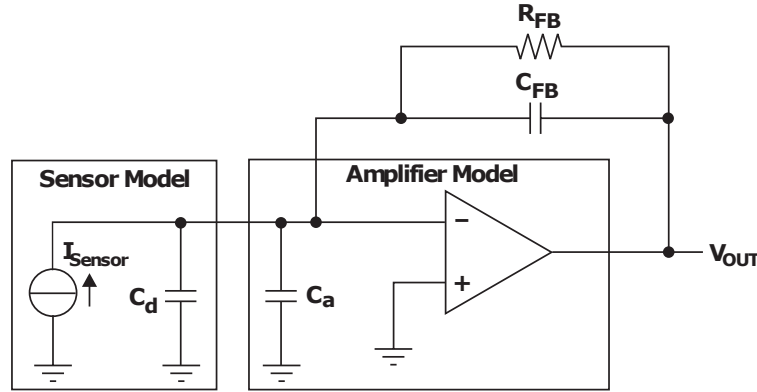 RFB
CFB
Sensor Model
Amplifier Model
ISensor
Cd
Ca
−
+
VOUT